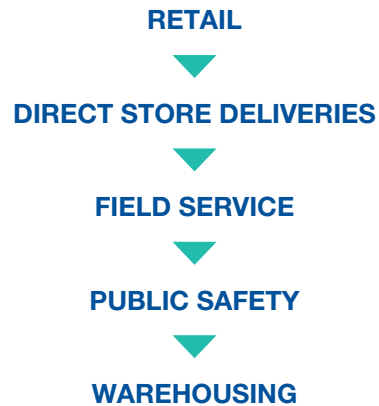 RETAIL
DIRECT STORE DELIVERIES
FIELD SERVICE
PUBLIC SAFETY
WAREHOUSING